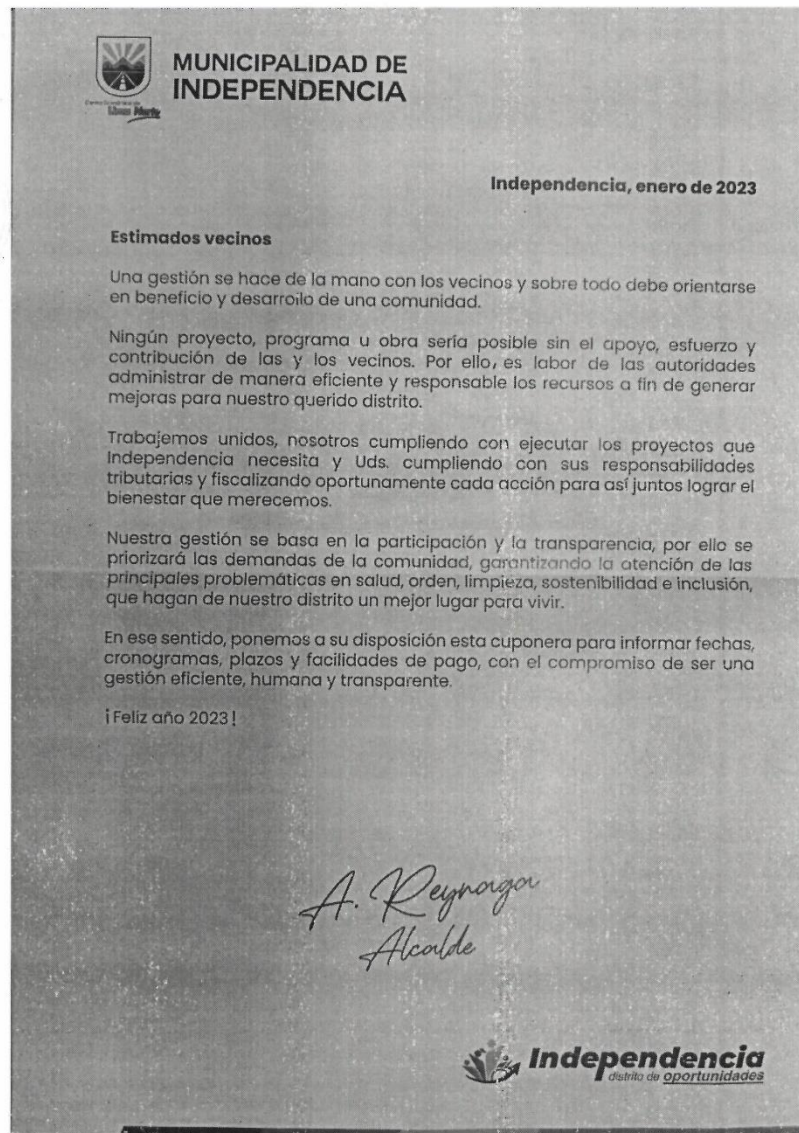 MUNICIPALIDAD DE
INDEPENDENCIA
Lima Norte
Independencia, enero de 2023
Estimados vecinos
Una gestión se hace de la mano con los vecinos y sobre todo debe orientarse
en beneficio y desarrollo de una comunidad.
Ningún proyecto, programa u obra sería posible sin el apoyo, esfuerzo y
contribución de las y los vecinos. Por ello, es labor de las autoridades
administrar de manera eficiente y responsable los recursos a fin de generar
mejoras para nuestro querido distrito.
Trabajemos unidos, nosotros cumpliendo con ejecutar los proyectos que
Independencia necesita y Uds. cumpliendo con sus responsabilidades
tributarias y fiscalizando oportunamente cada acción para así juntos lograr el
bienestar que merecemos.
Nuestra gestión se basa en la participación y la transparencia, por ello se
priorizará las demandas de la comunidad, garantizando la atención de las
principales problemáticas en salud, orden, limpieza, sostenibilidad e inclusión,
que hagan de nuestro distrito un mejor lugar para vivir.
En ese sentido, ponemos a su disposición esta cuponera para informar fechas,
cronogramas, plazos y facilidades de pago, con el compromiso de ser una
gestión eficiente, humana y transparente.
¡Feliz año 2023!
A. Reynaga
Alcalde
Independencia
distrito de oportunidades